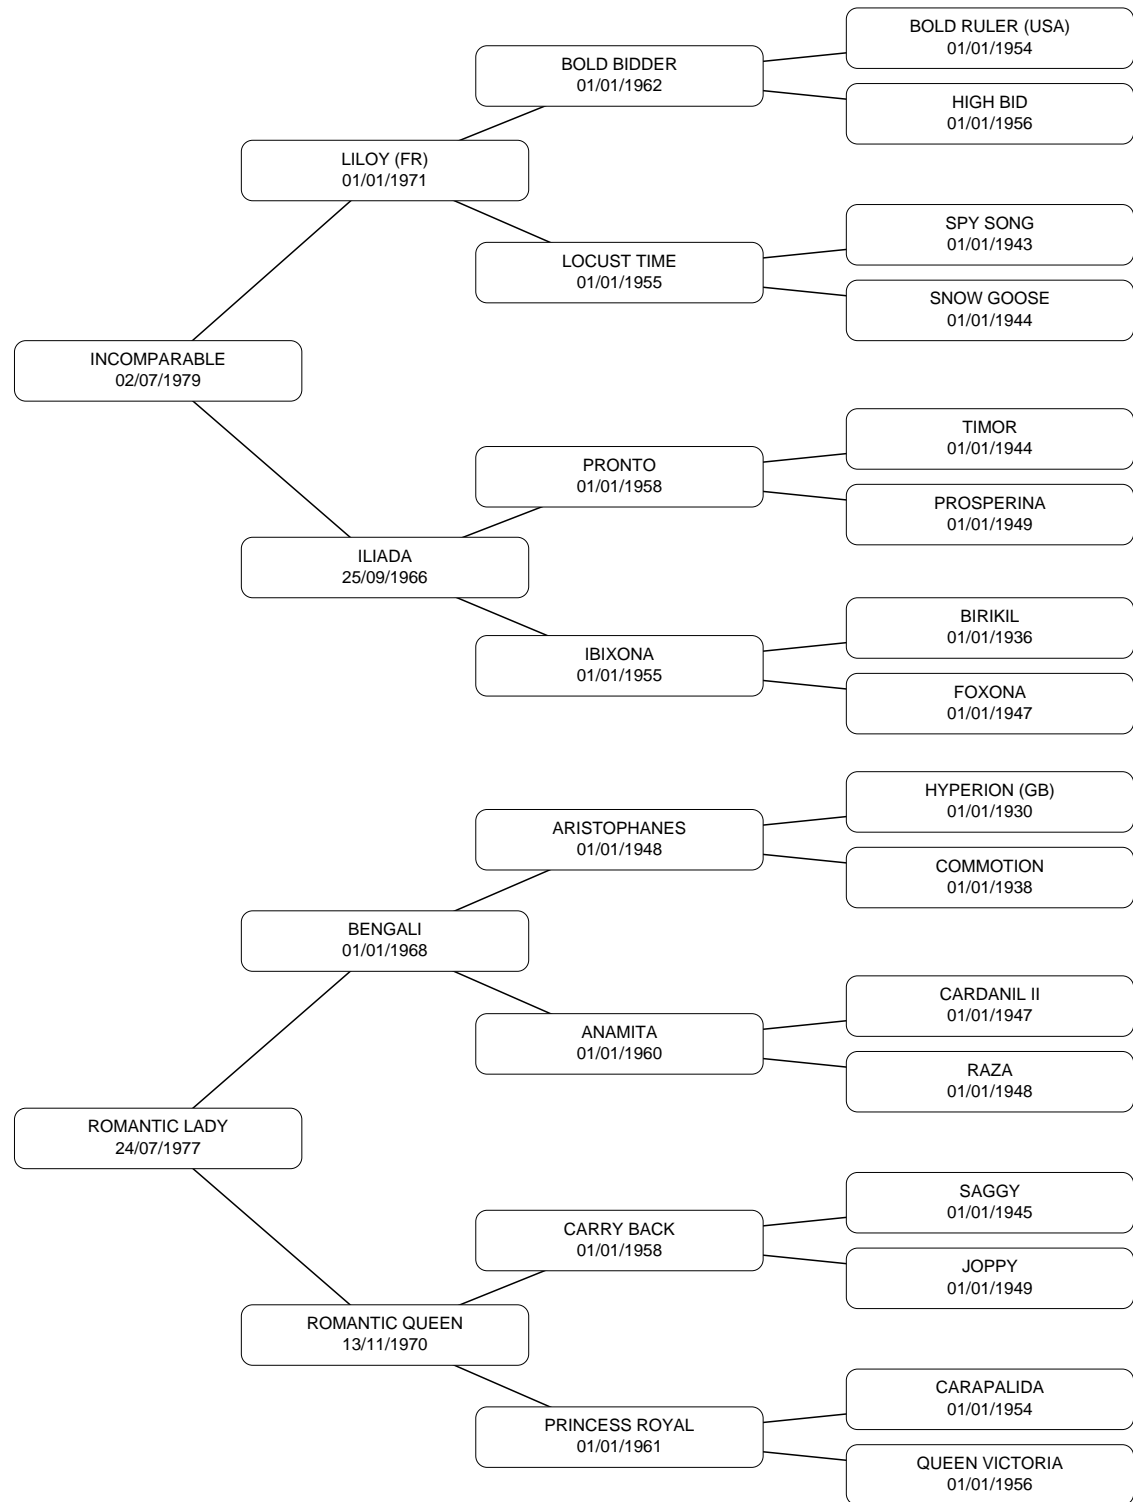 BOLD RULER (USA)
01/01/1954
BOLD BIDDER
01/01/1962
HIGH BID
01/01/1956
LILOY (FR)
01/01/1971
SPY SONG
01/01/1943
LOCUST TIME
01/01/1955
SNOW GOOSE
01/01/1944
INCOMPARABLE
02/07/1979
TIMOR
01/01/1944
PRONTO
01/01/1958
PROSPERINA
01/01/1949
ILIADA
25/09/1966
BIRIKIL
01/01/1936
IBIXONA
01/01/1955
FOXONA
01/01/1947
HYPERION (GB)
01/01/1930
ARISTOPHANES
01/01/1948
COMMOTION
01/01/1938
BENGALI
01/01/1968
CARDANIL II
01/01/1947
ANAMITA
01/01/1960
RAZA
01/01/1948
ROMANTIC LADY
24/07/1977
SAGGY
01/01/1945
CARRY BACK
01/01/1958
JOPPY
01/01/1949
ROMANTIC QUEEN
13/11/1970
CARAPALIDA
01/01/1954
PRINCESS ROYAL
01/01/1961
QUEEN VICTORIA
01/01/1956